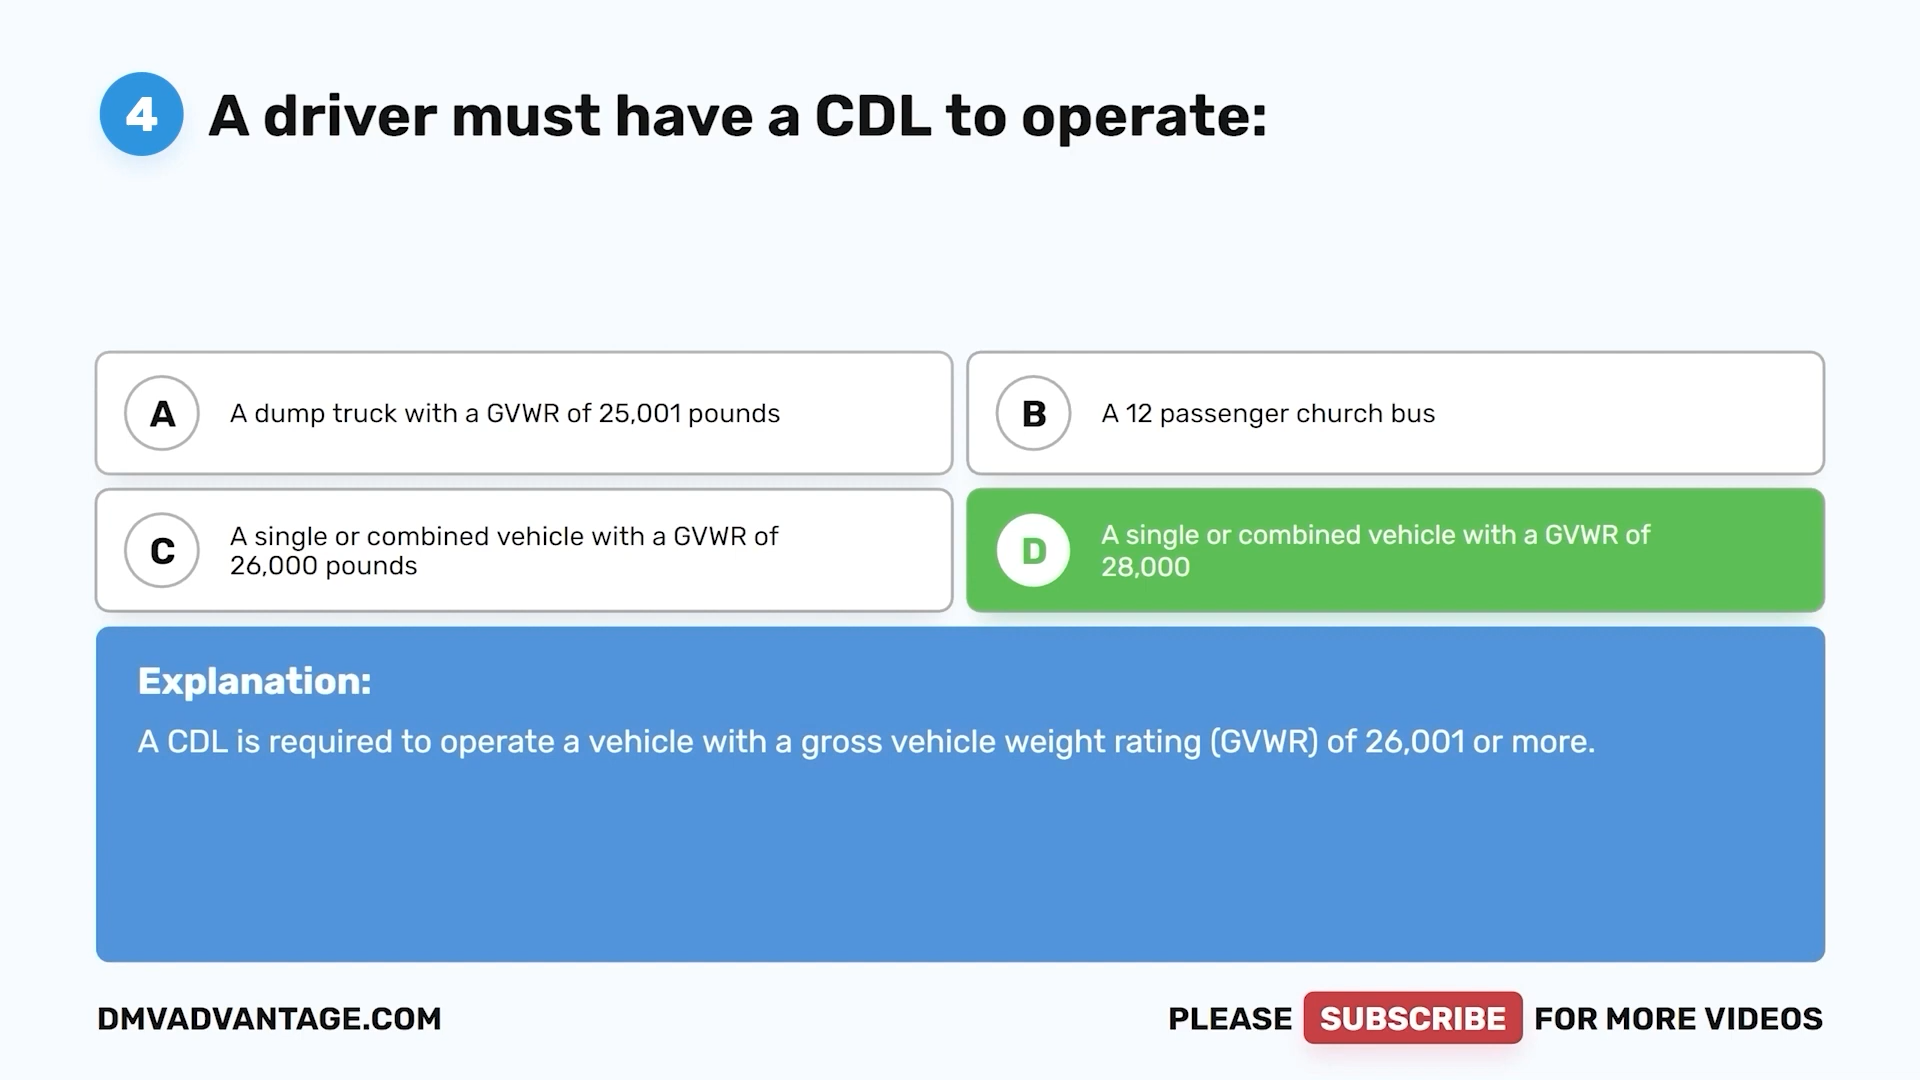 4 A driver must have a CDL to operate:
A A dump truck with a GVWR of 25,001 pounds
B A 12 passenger church bus
C A single or combined vehicle with a GVWR of
26,000 pounds
D A single or combined vehicle with a GVWR of
28,000
Explanation:
A CDL is required to operate a vehicle with a gross vehicle weight rating (GVWR) of 26,001 or more.
DMVADVANTAGE.COM
PLEASE SUBSCRIBE FOR MORE VIDEOS